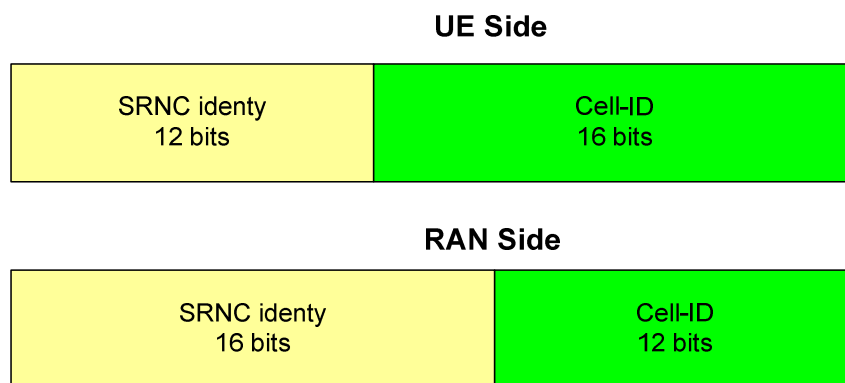 UE Side
SRNC identy
12 bits
Cell-ID
16 bits
RAN Side
SRNC identy
16 bits
Cell-ID
12 bits